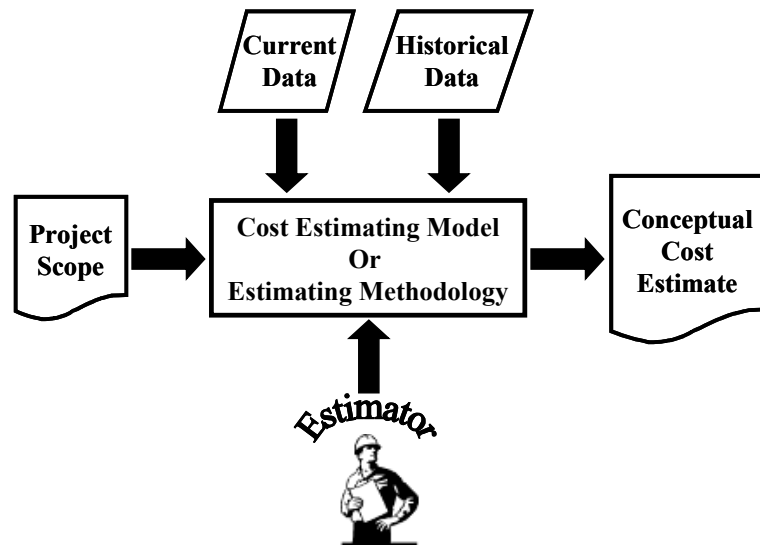 Current
Data
Historical
Data
Project
Scope
Cost Estimating Model
Or
Estimating Methodology
Conceptual
Cost
Estimate
Estimator